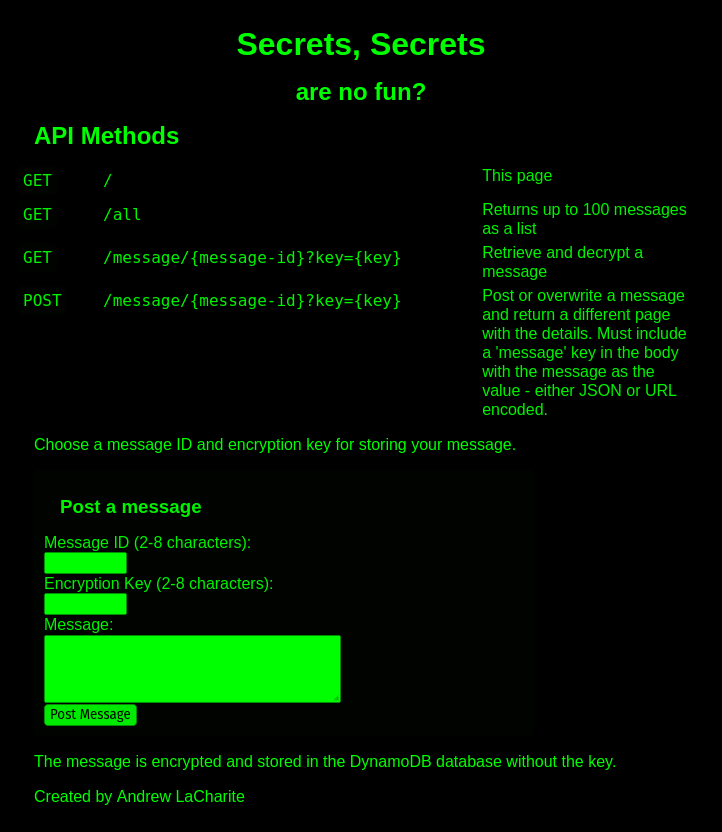 Secrets, Secrets
are no fun?
API Methods
GET / This page
GET /all Returns up to 100 messages
as a list
GET /message/{message-id}?key={key} Retrieve and decrypt a
message
POST /message/{message-id}?key={key} Post or overwrite a message
and return a different page
with the details. Must include
a 'message' key in the body
with the message as the
value - either JSON or URL
encoded.
Choose a message ID and encryption key for storing your message.
Post a message
Message ID (2-8 characters):
Encryption Key (2-8 characters):
Message:
Post Message
The message is encrypted and stored in the DynamoDB database without the key.
Created by Andrew LaCharite